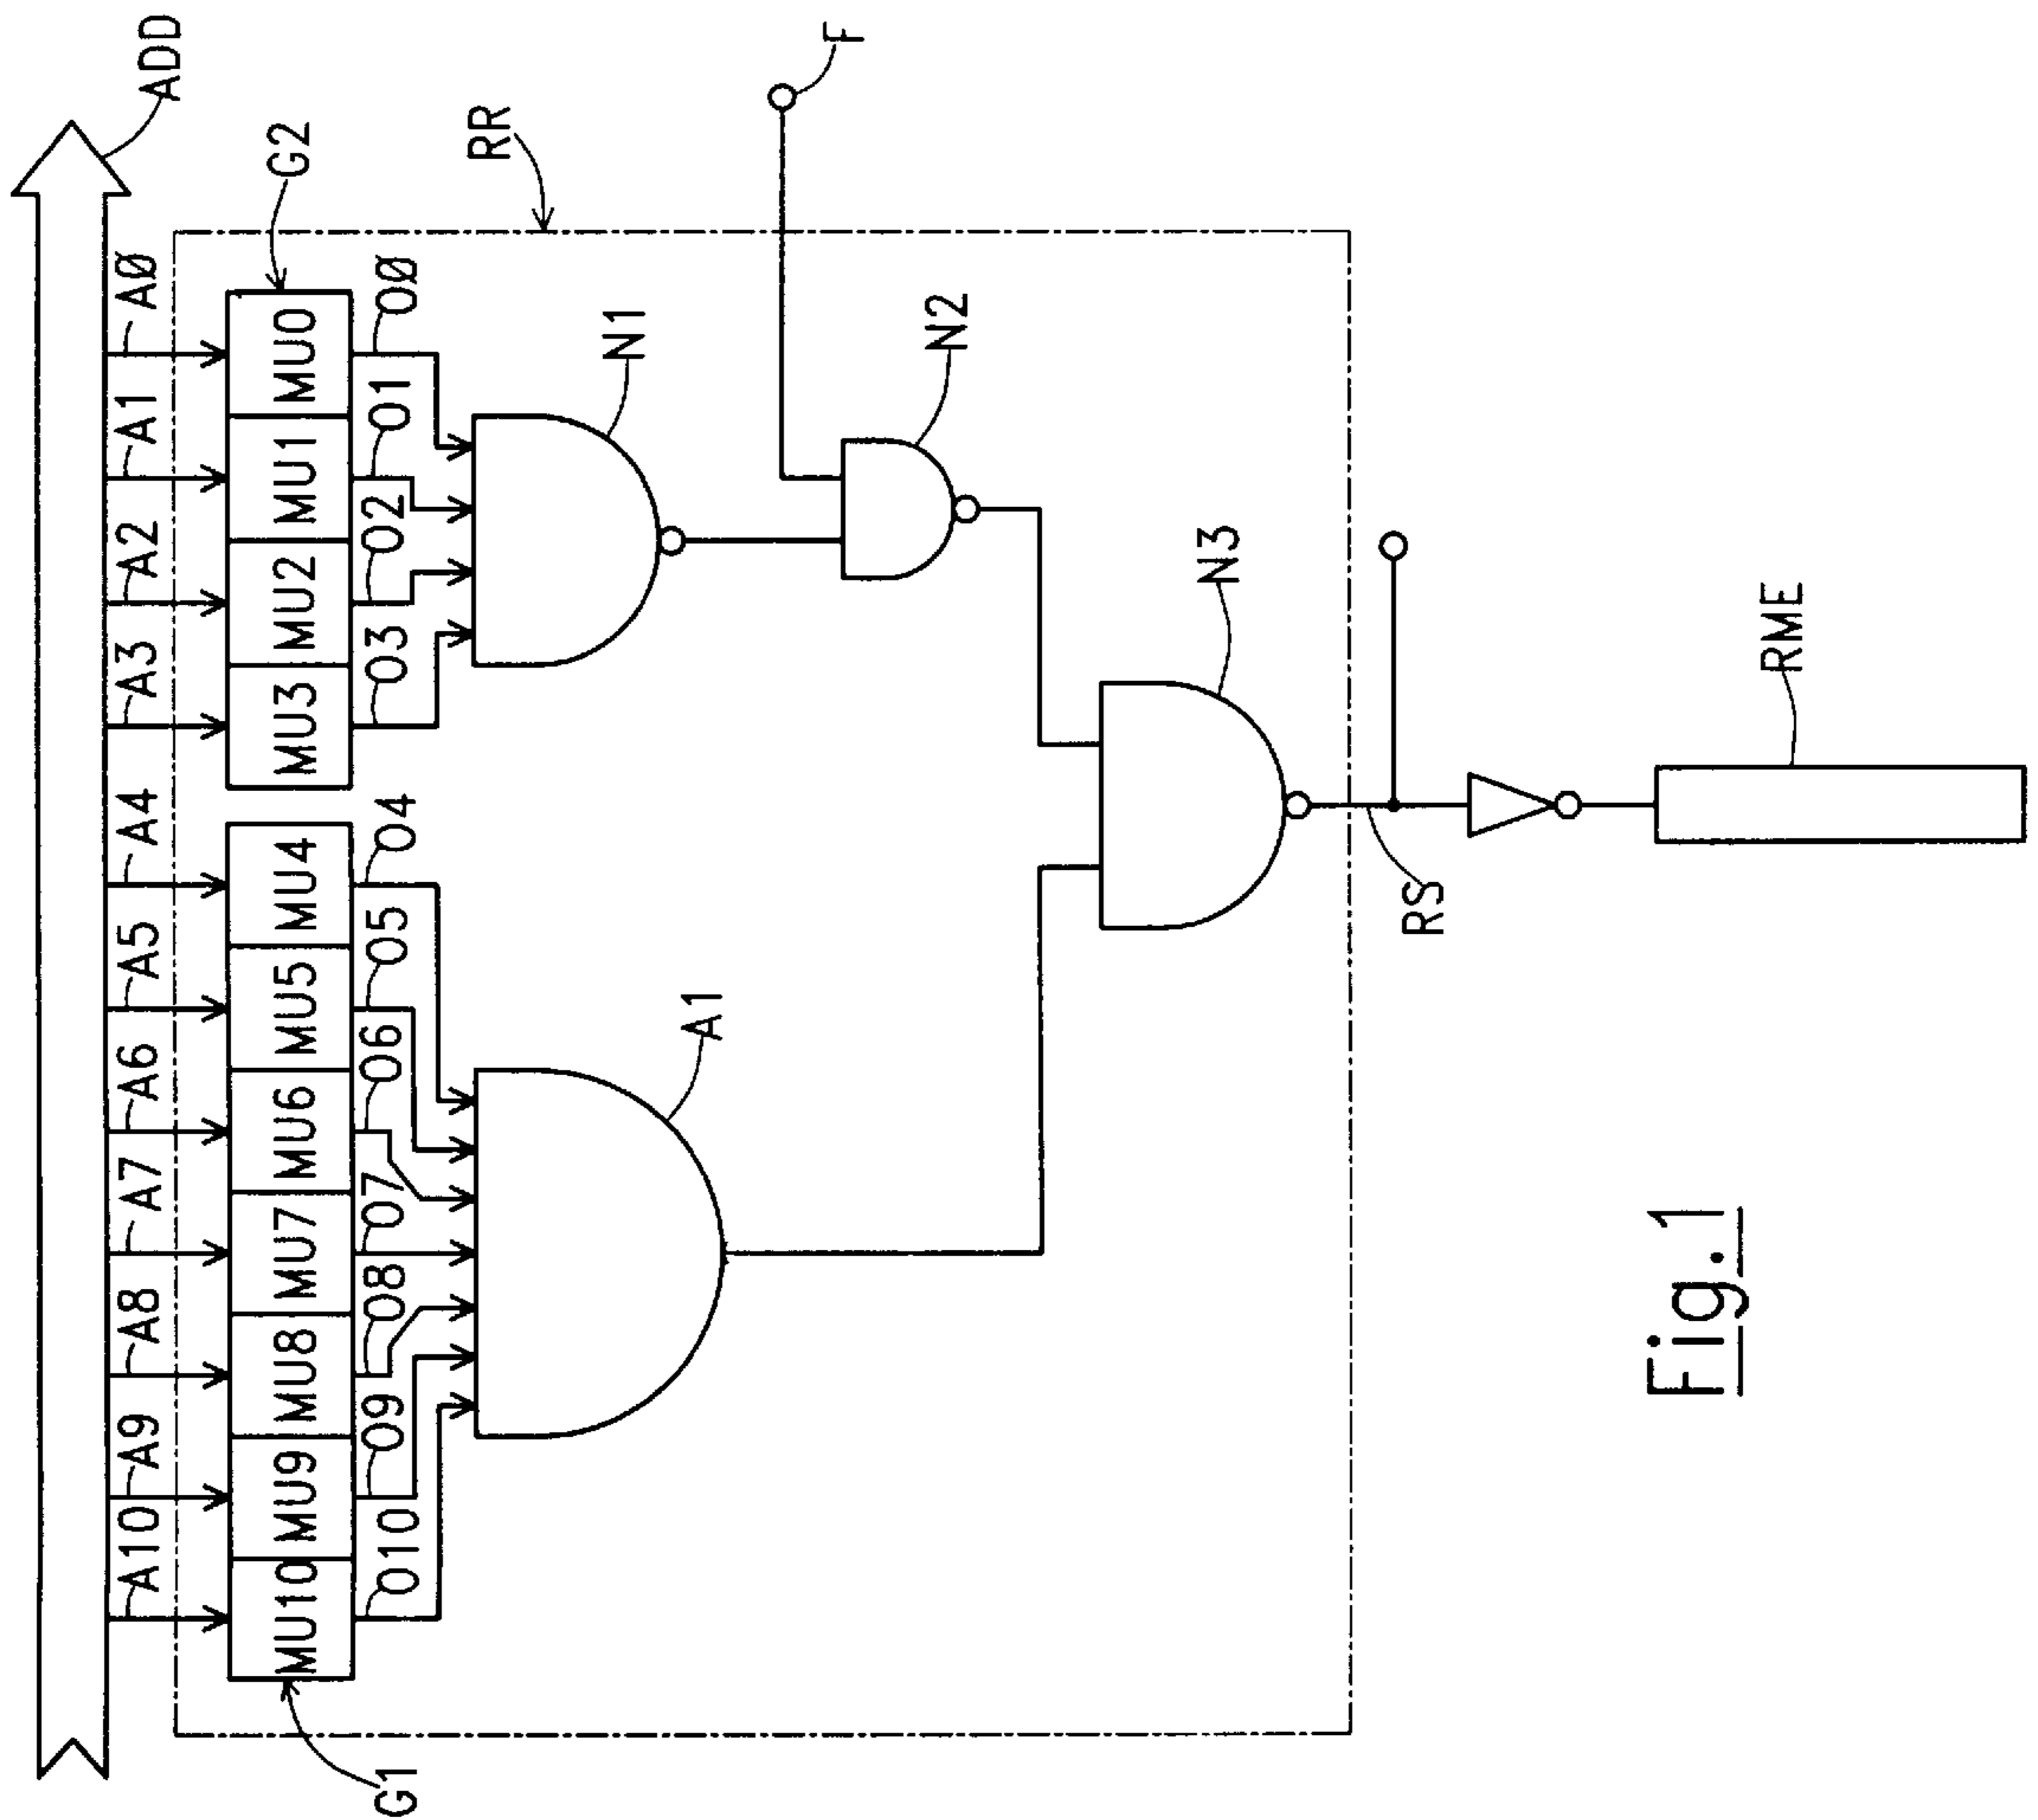 ADD
A10 A9 A8 A7 A6 A5 A4 A3 A2 A1 AØ
G1
G2
MU10 MU9 MU8 MU7 MU6 MU5 MU4 MU3 MU2 MU1 MU0
O10 O9 O8 O7 O6 O5 O4 O3 O2 O1 OØ
RR
A1
N1
F
N2
N3
RS
RME
Fig.1